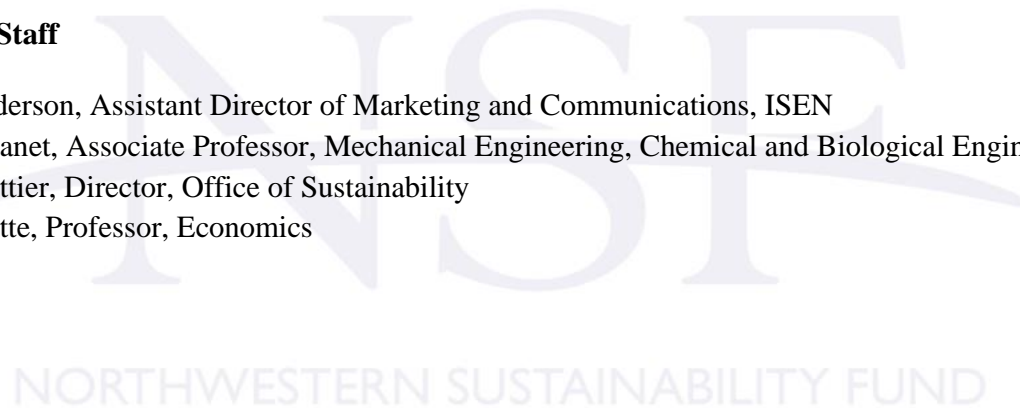 Staff
derson, Assistant Director of Marketing and Communications, ISEN
anet, Associate Professor, Mechanical Engineering, Chemical and Biological Engin
ttier, Director, Office of Sustainability
tte, Professor, Economics
NSF
NORTHWESTERN SUSTAINABILITY FUND